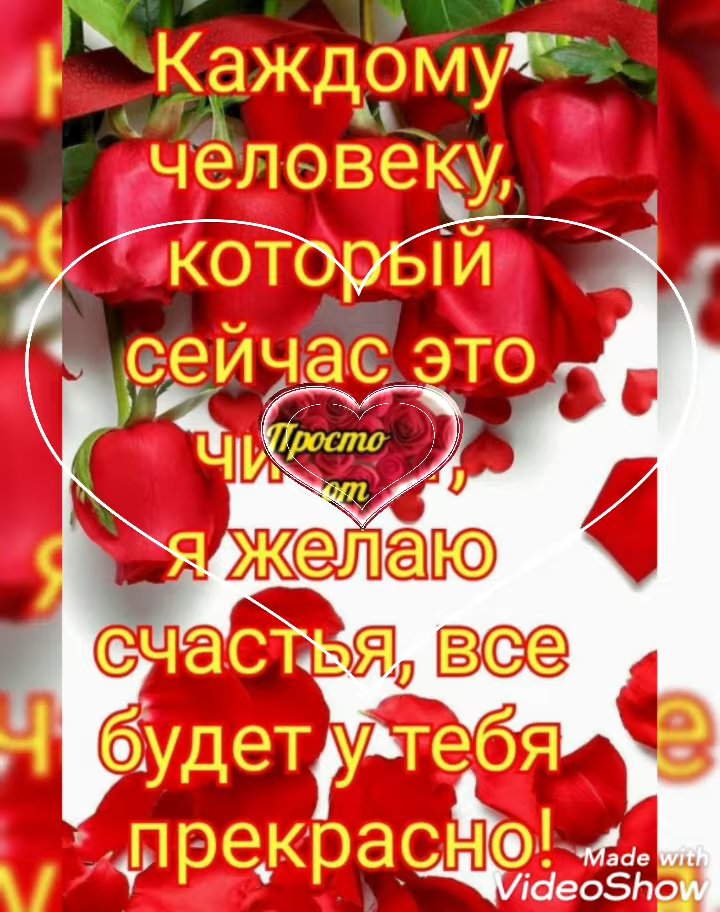 Каждому
человеку,
который
сейчас это
Просто
от
я желаю
счастья, все
будет у тебя
прекрасно!
Made with
VideoShow